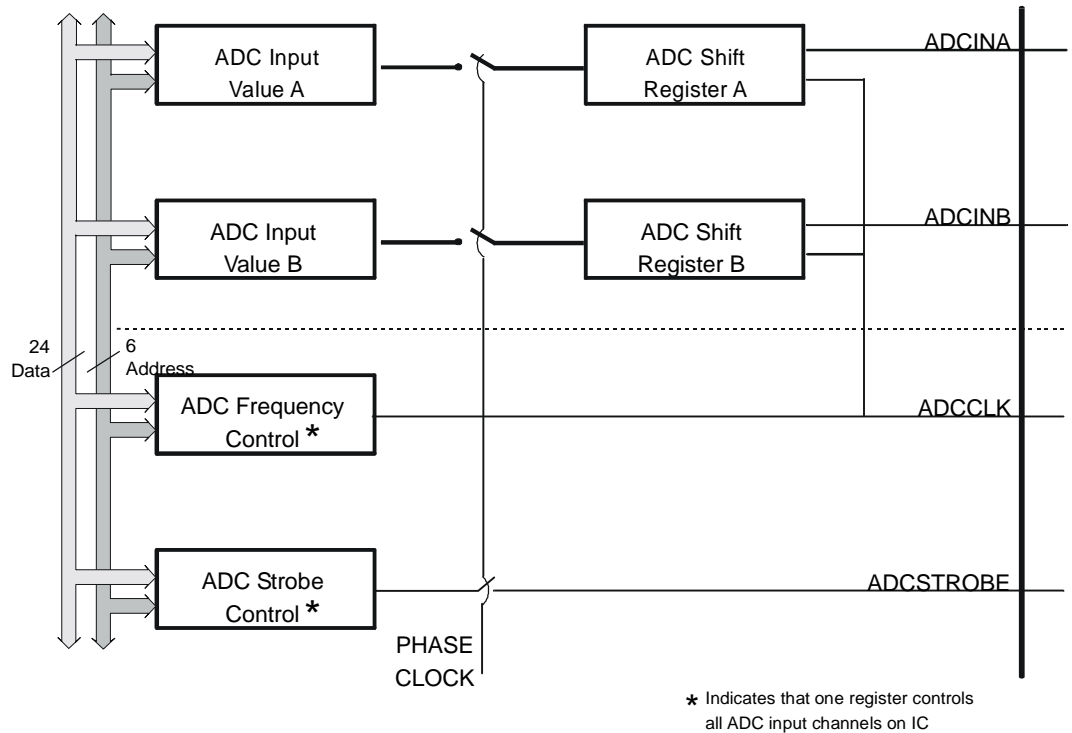 ADC Input
Value A
ADC Shift
Register A
ADCINA
ADC Input
Value B
ADC Shift
Register B
ADCINB
24
Data
6
Address
ADC Frequency
Control *
ADCCLK
ADC Strobe
Control *
ADCSTROBE
PHASE
CLOCK
* Indicates that one register controls
all ADC input channels on IC